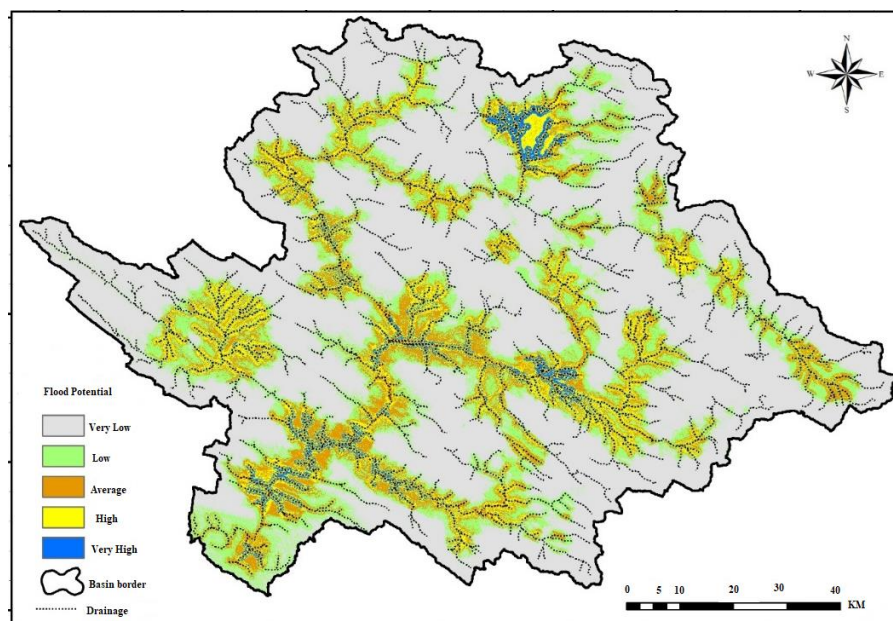 N
W E
S
Flood Potential
Very Low
Low
Average
High
Very High
Basin border
Drainage
0 5 10 20 30 40
KM